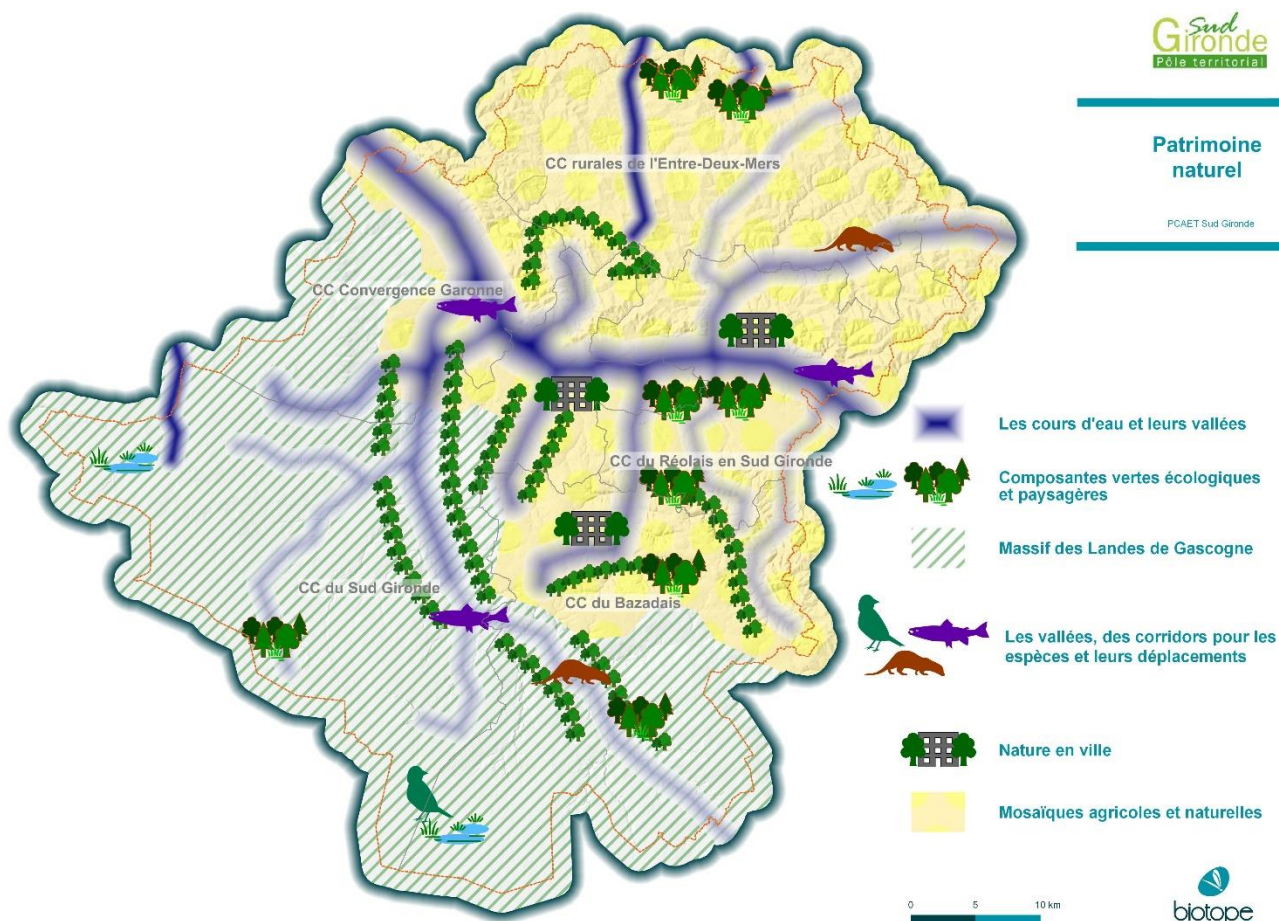 Sud
Gironde
Pôle territorial
Patrimoine
naturel
PCAET Sud Gironde
CC rurales de l'Entre-Deux-Mers
CC Convergence Garonne
CC du Réolais en Sud Gironde
CC du Sud Gironde
CC du Bazadais
Les cours d'eau et leurs vallées
Composantes vertes écologiques
et paysagères
Massif des Landes de Gascogne
Les vallées, des corridors pour les
espèces et leurs déplacements
Nature en ville
Mosaïques agricoles et naturelles
0 5 10 km
biotope